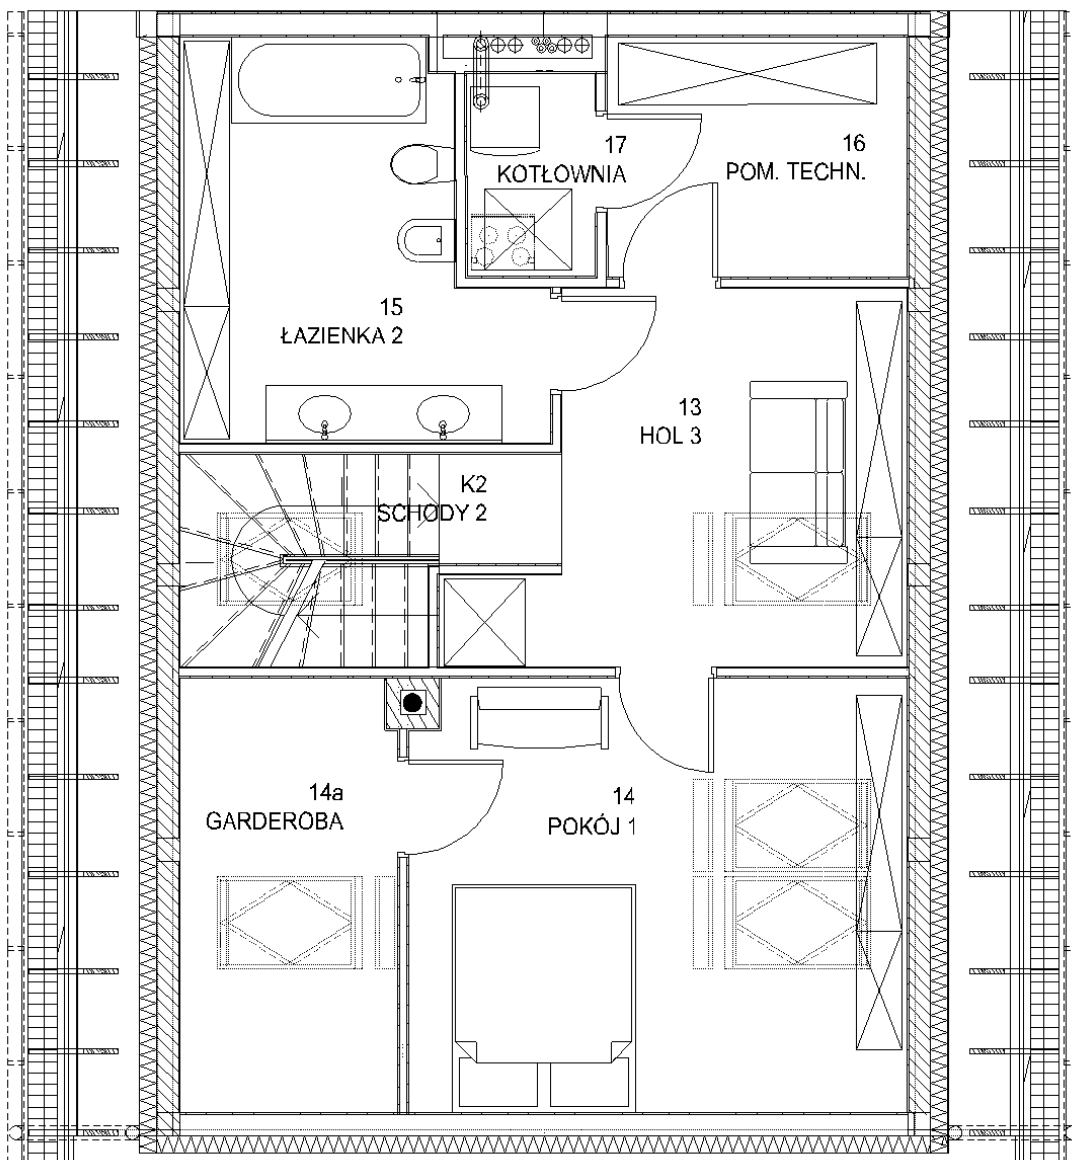 17
KOTŁOWNIA
16
POM. TECHN.
15
ŁAZIENKA 2
13
HOL 3
K2
SCHODY 2
14a
GARDEROBA
14
POKÓJ 1